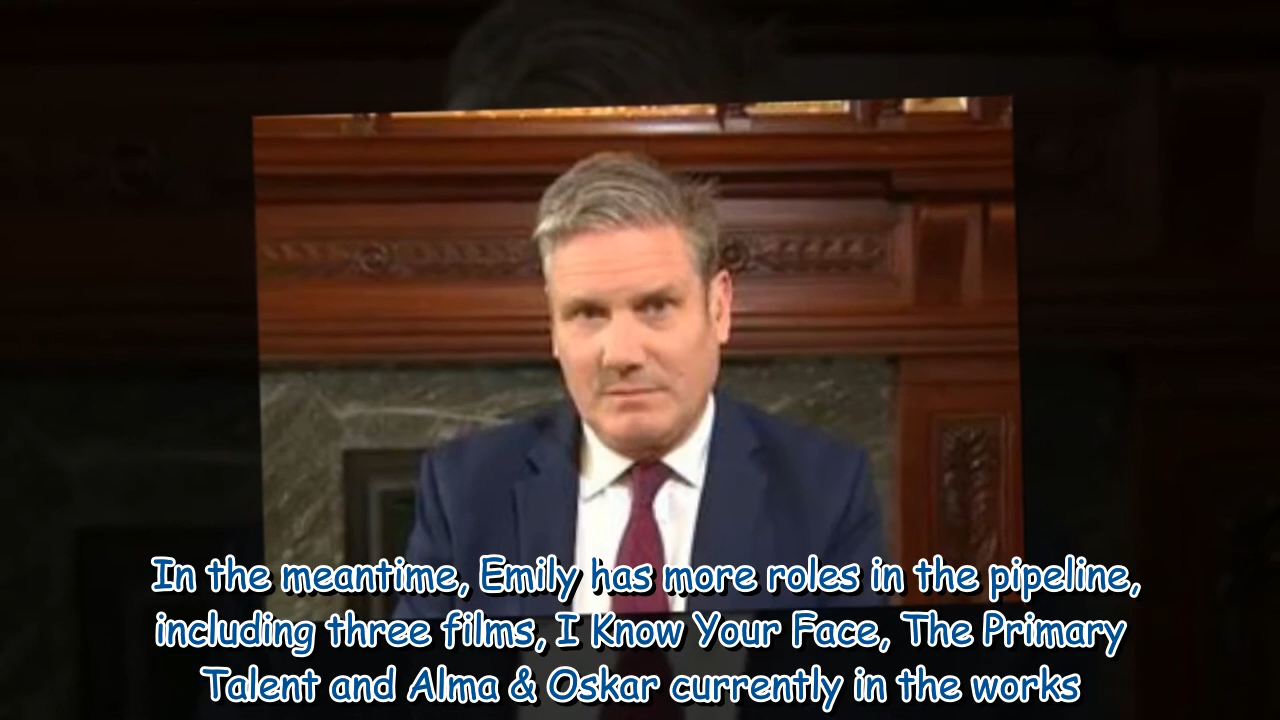 In the meantime, Emily has more roles in the pipeline,
including three films, I Know Your Face, The Primary
Talent and Alma & Oskar currently in the works